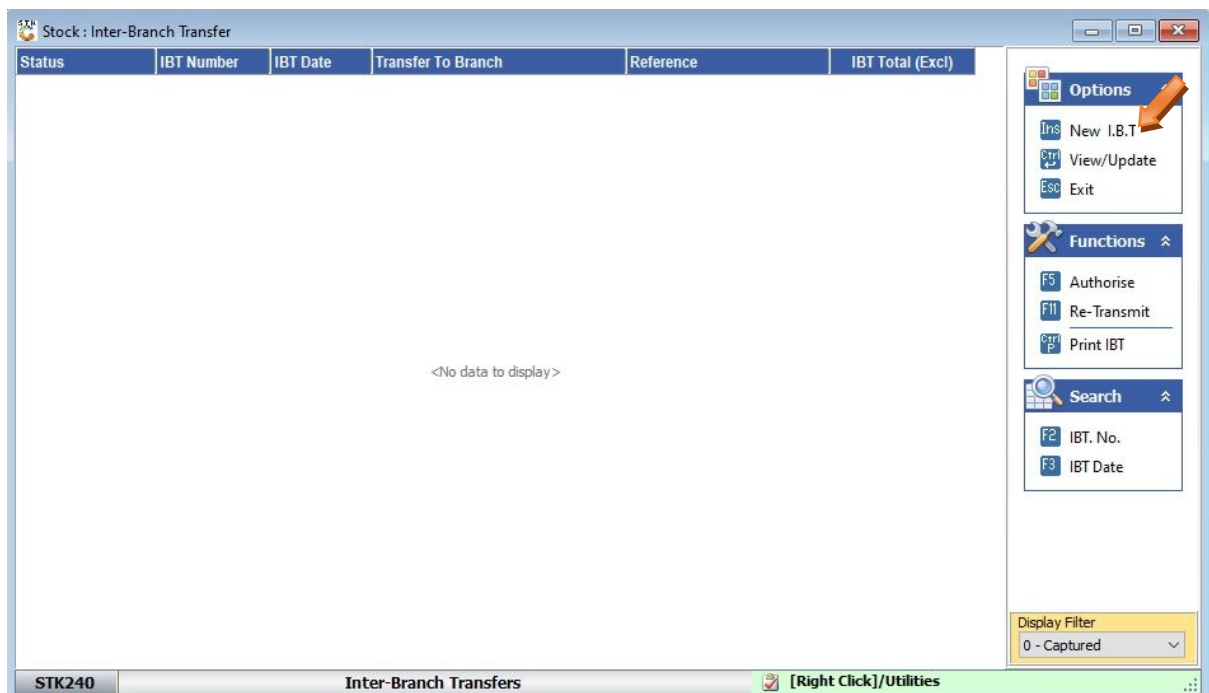 Stock : Inter-Branch Transfer
Status IBT Number IBT Date Transfer To Branch Reference IBT Total (Excl)
<No data to display>
Options
Ins New I.B.T
Ctrl View/Update
Esc Exit
Functions
F5 Authorise
F11 Re-Transmit
Ctrl P Print IBT
Search
F2 IBT. No.
F3 IBT Date
Display Filter
0 - Captured
STK240 Inter-Branch Transfers [Right Click]/Utilities